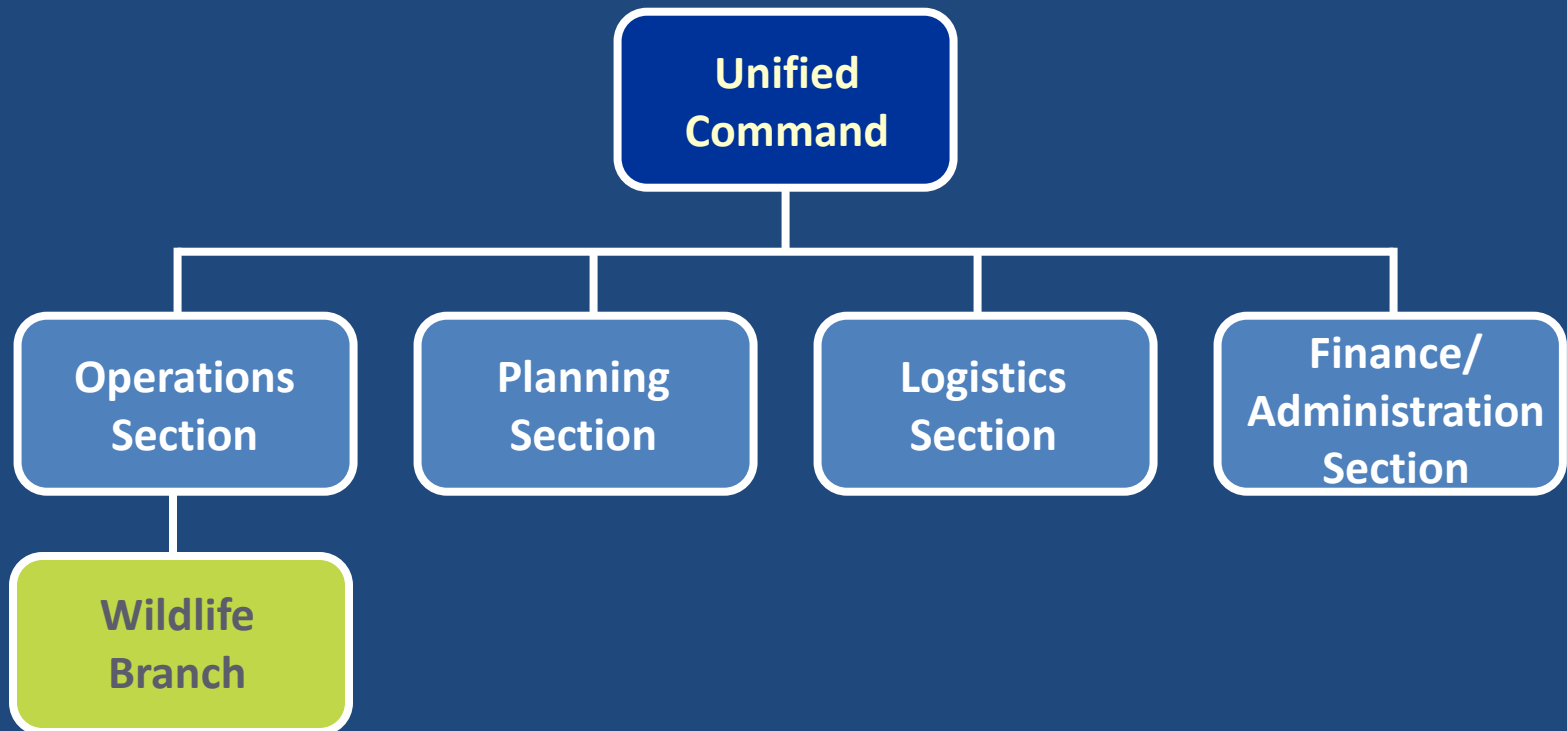 Unified
Command
Operations
Section
Planning
Section
Logistics
Section
Finance/
Administration
Section
Wildlife
Branch